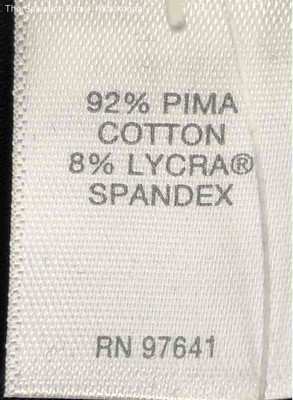 92% PIMA
COTTON
8% LYCRA®
SPANDEX
RN 97641